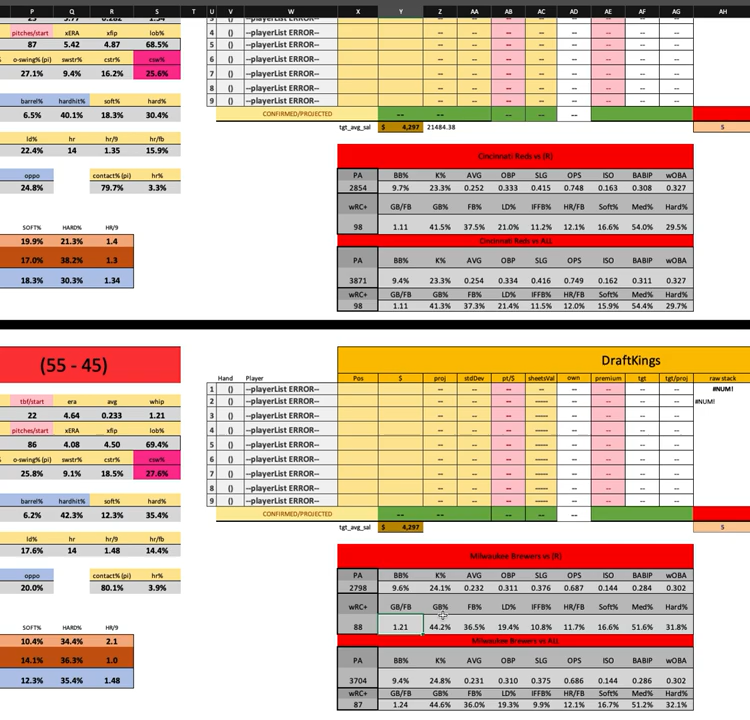 P Q R S T U V W X Y Z AA AB AC AD AE AF AG AH
23 3.77 0.282 1.34 3 () --playerList ERROR-- -- -- -- -- -- -- -- --
pitches/start xERA xfip lob% 4 () --playerList ERROR-- -- -- -- -- -- -- -- --
87 5.42 4.87 68.5% 5 () --playerList ERROR-- -- -- -- -- -- -- -- --
o-swing% (pi) swstr% cstr% csw% 6 () --playerList ERROR-- -- -- -- -- -- -- -- --
27.1% 9.4% 16.2% 25.6% 7 () --playerList ERROR-- -- -- -- -- -- -- -- --
8 () --playerList ERROR-- -- -- -- -- -- -- -- --
barrel% hardhit% soft% hard% 9 () --playerList ERROR-- -- -- -- -- -- -- -- --
6.5% 40.1% 18.3% 30.4% CONFIRMED/PROJECTED -- -- -- --
tgt_avg_sal $ 4,297 21484.38 5
ld% hr hr/9 hr/fb
22.4% 14 1.35 15.9% Cincinnati Reds vs (R)
oppo contact% (pi) hr% PA BB% K% AVG OBP SLG OPS ISO BABIP wOBA
24.8% 79.7% 3.3% 2854 9.7% 23.3% 0.252 0.333 0.415 0.748 0.163 0.308 0.327
wRC+ GB/FB GB% FB% LD% IFFB% HR/FB Soft% Med% Hard%
SOFT% HARD% HR/9 98 1.11 41.5% 37.5% 21.0% 11.2% 12.1% 16.6% 54.0% 29.5%
19.9% 21.3% 1.4 Cincinnati Reds vs ALL
17.0% 38.2% 1.3 PA BB% K% AVG OBP SLG OPS ISO BABIP wOBA
18.3% 30.3% 1.34 3871 9.4% 23.3% 0.254 0.334 0.416 0.749 0.162 0.311 0.327
wRC+ GB/FB GB% FB% LD% IFFB% HR/FB Soft% Med% Hard%
98 1.11 41.3% 37.3% 21.4% 11.5% 12.0% 15.9% 54.4% 29.7%
(55 - 45) DraftKings
Hand Player Pos $ proj stdDev pt/$ sheetsVal own premium tgt tgt/proj raw stack
1 () --playerList ERROR-- -- -- -- ------ -- -- -- -- #NUM!
tbf/start era avg whip 2 () --playerList ERROR-- -- -- -- ------ -- -- -- -- #NUM!
22 4.64 0.233 1.21 3 () --playerList ERROR-- -- -- -- ------ -- -- -- --
pitches/start xERA xfip lob% 4 () --playerList ERROR-- -- -- -- ------ -- -- -- --
86 4.08 4.50 69.4% 5 () --playerList ERROR-- -- -- -- ------ -- -- -- --
o-swing% (pi) swstr% cstr% csw% 6 () --playerList ERROR-- -- -- -- ------ -- -- -- --
25.8% 9.1% 18.5% 27.6% 7 () --playerList ERROR-- -- -- -- ------ -- -- -- --
8 () --playerList ERROR-- -- -- -- ------ -- -- -- --
barrel% hardhit% soft% hard% 9 () --playerList ERROR-- -- -- -- ------ -- -- -- --
6.2% 42.3% 12.3% 35.4% CONFIRMED/PROJECTED -- -- -- --
tgt_avg_sal $ 4,297 5
ld% hr hr/9 hr/fb
17.6% 14 1.48 14.4% Milwaukee Brewers vs (R)
oppo contact% (pi) hr% PA BB% K% AVG OBP SLG OPS ISO BABIP wOBA
20.0% 80.1% 3.9% 2798 9.6% 24.1% 0.232 0.311 0.376 0.687 0.144 0.284 0.302
wRC+ GB/FB GB% FB% LD% IFFB% HR/FB Soft% Med% Hard%
SOFT% HARD% HR/9 88 1.21 44.2% 36.5% 19.4% 10.8% 11.7% 16.6% 51.6% 31.8%
10.4% 34.4% 2.1 Milwaukee Brewers vs ALL
14.1% 36.3% 1.0 PA BB% K% AVG OBP SLG OPS ISO BABIP wOBA
12.3% 35.4% 1.48 3704 9.4% 24.8% 0.231 0.310 0.375 0.686 0.144 0.286 0.302
wRC+ GB/FB GB% FB% LD% IFFB% HR/FB Soft% Med% Hard%
87 1.24 44.6% 36.0% 19.3% 9.9% 12.1% 16.7% 51.2% 32.1%